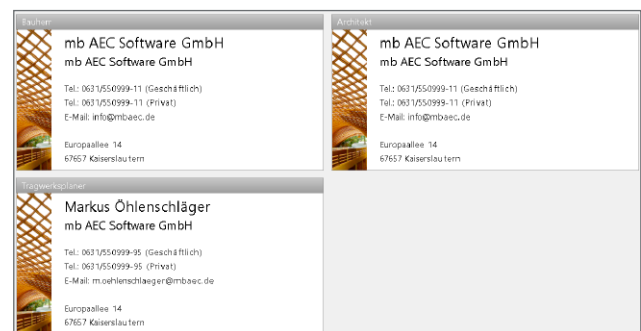 Bauherr
mb AEC Software GmbH
mb AEC Software GmbH
Tel.: 0631/550999-11 (Geschäftlich)
Tel.: 0631/550999-11 (Privat)
E-Mail: info@mbaec.de
Europaallee 14
67657 Kaiserslautern
Architekt
mb AEC Software GmbH
mb AEC Software GmbH
Tel.: 0631/550999-11 (Geschäftlich)
Tel.: 0631/550999-11 (Privat)
E-Mail: info@mbaec.de
Europaallee 14
67657 Kaiserslautern
Tragwerksplaner
Markus Öhlenschläger
mb AEC Software GmbH
Tel.: 0631/550999-95 (Geschäftlich)
Tel.: 0631/550999-95 (Privat)
E-Mail: m.oehlenschlaeger@mbaec.de
Europaallee 14
67657 Kaiserslautern